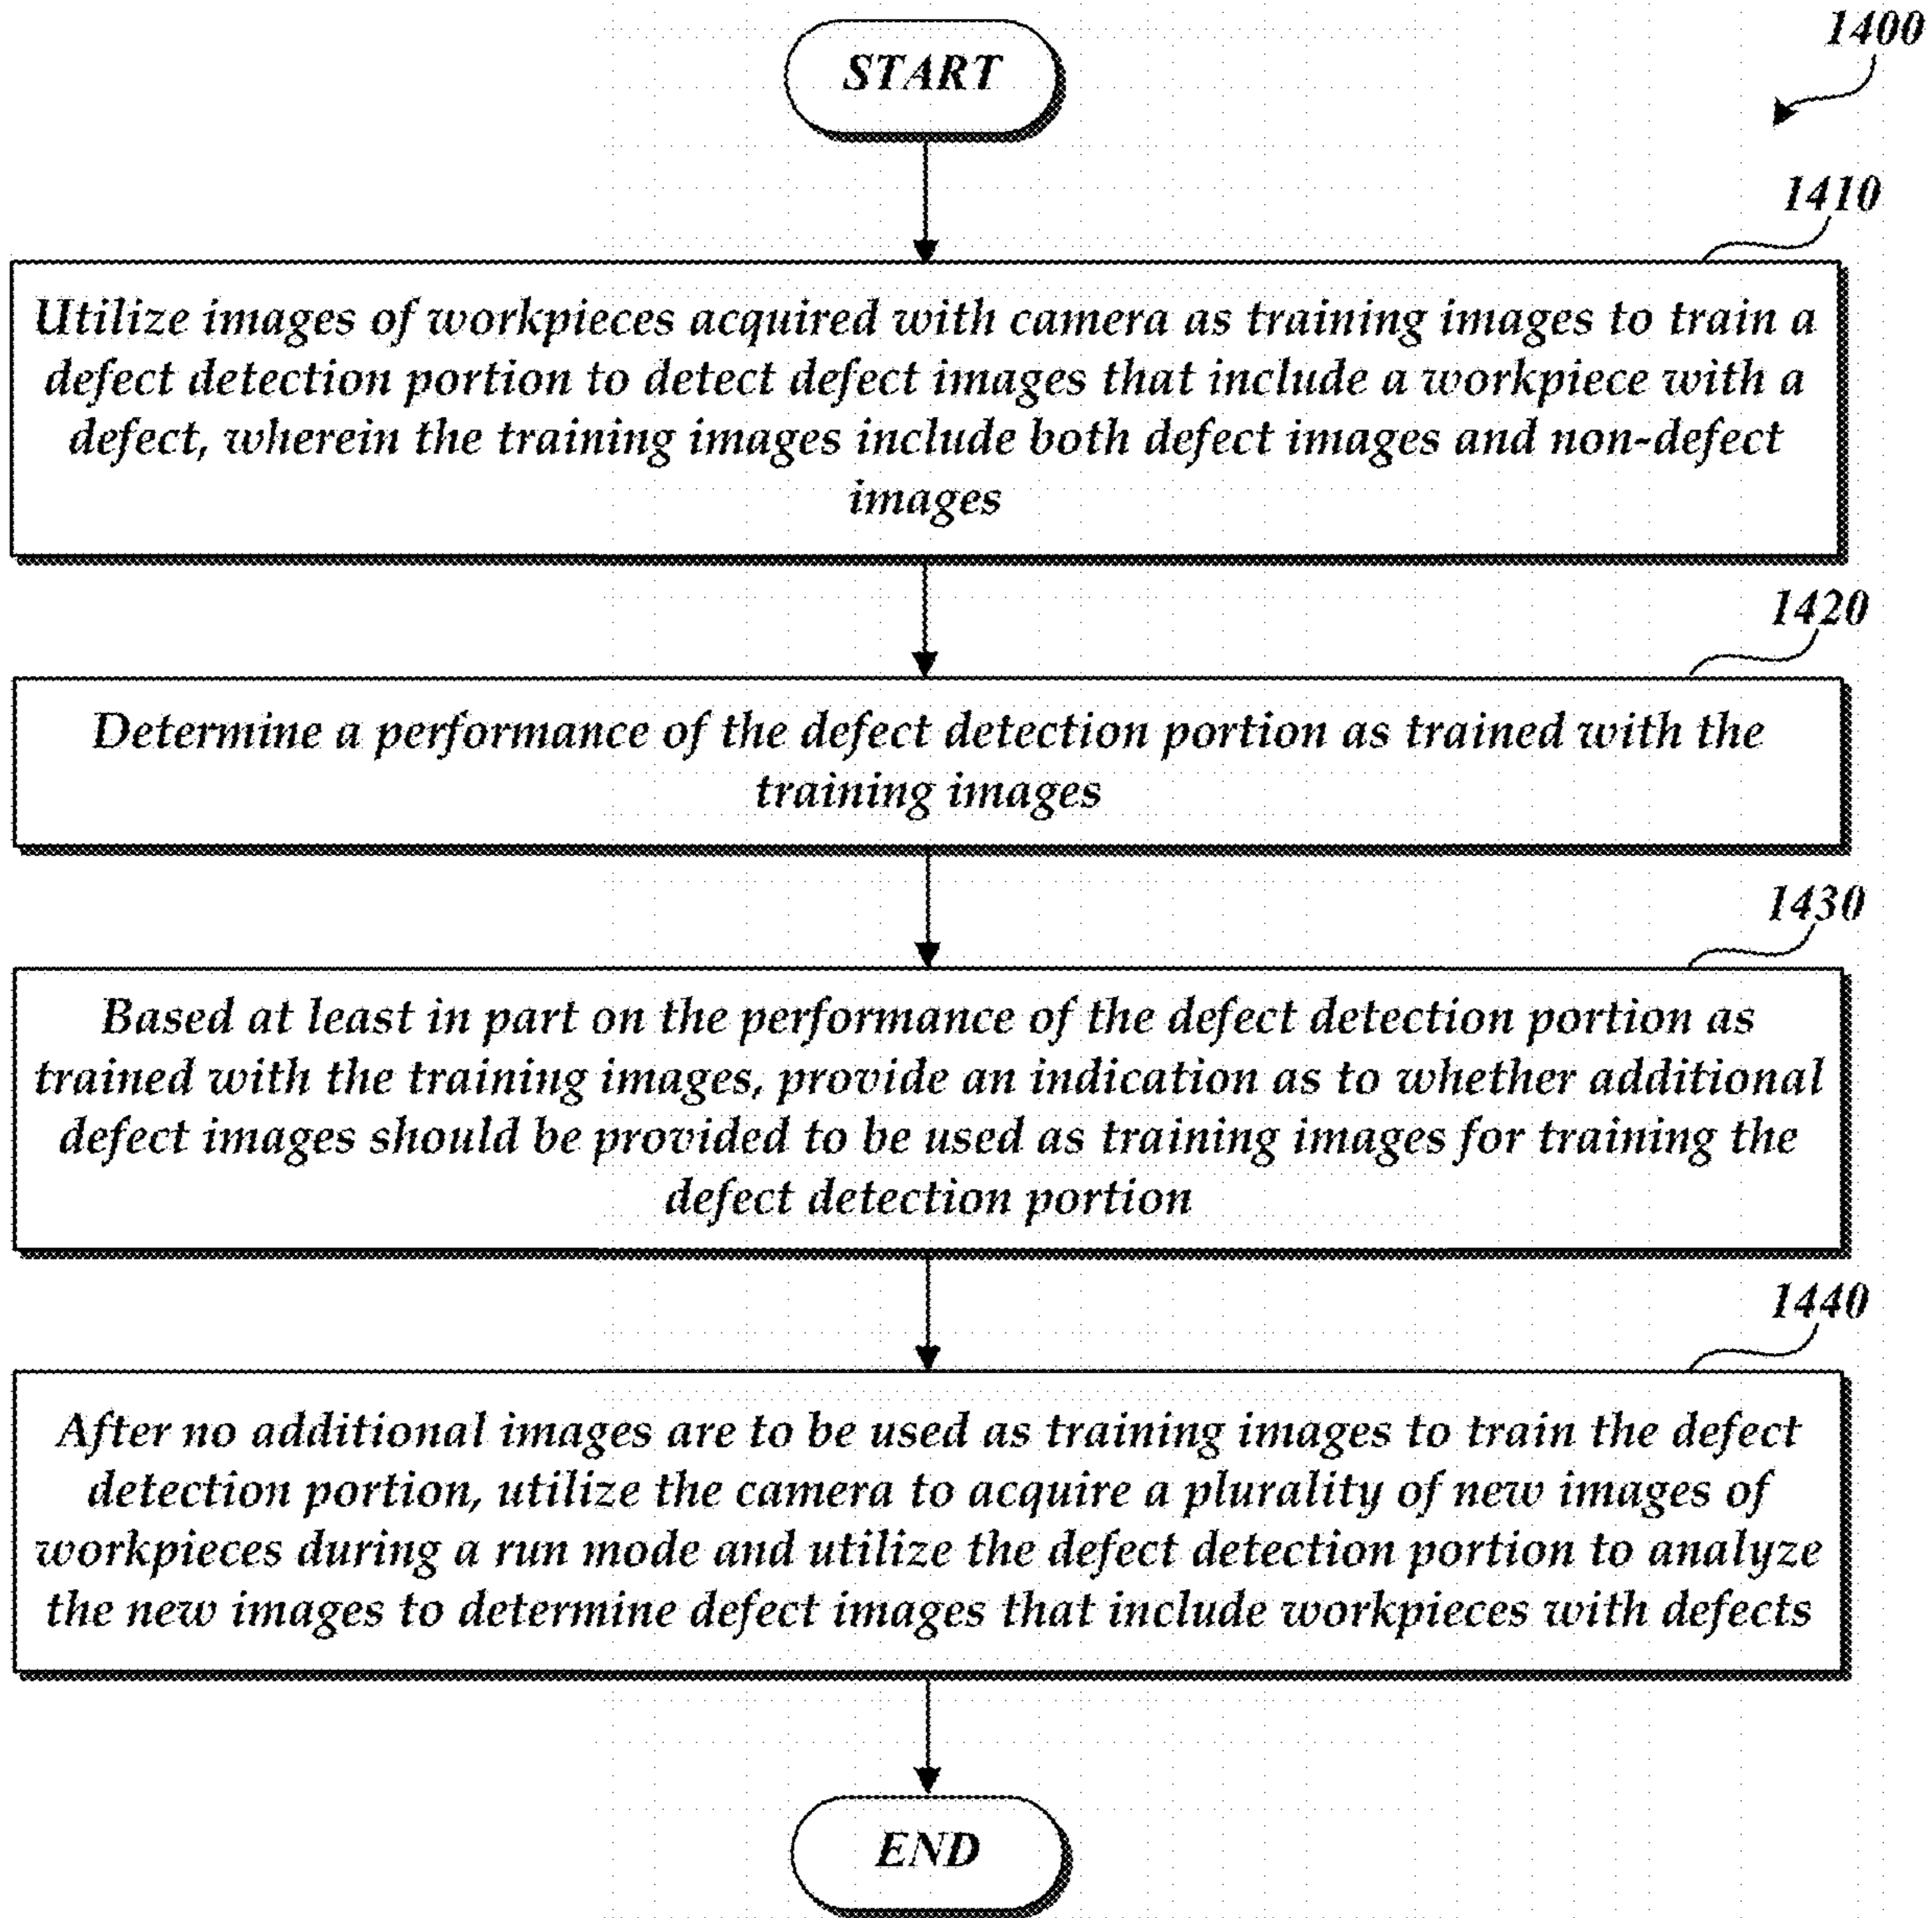 START
1400
1410
Utilize images of workpieces acquired with camera as training images to train a
defect detection portion to detect defect images that include a workpiece with a
defect, wherein the training images include both defect images and non-defect
images
1420
Determine a performance of the defect detection portion as trained with the
training images
1430
Based at least in part on the performance of the defect detection portion as
trained with the training images, provide an indication as to whether additional
defect images should be provided to be used as training images for training the
defect detection portion
1440
After no additional images are to be used as training images to train the defect
detection portion, utilize the camera to acquire a plurality of new images of
workpieces during a run mode and utilize the defect detection portion to analyze
the new images to determine defect images that include workpieces with defects
END